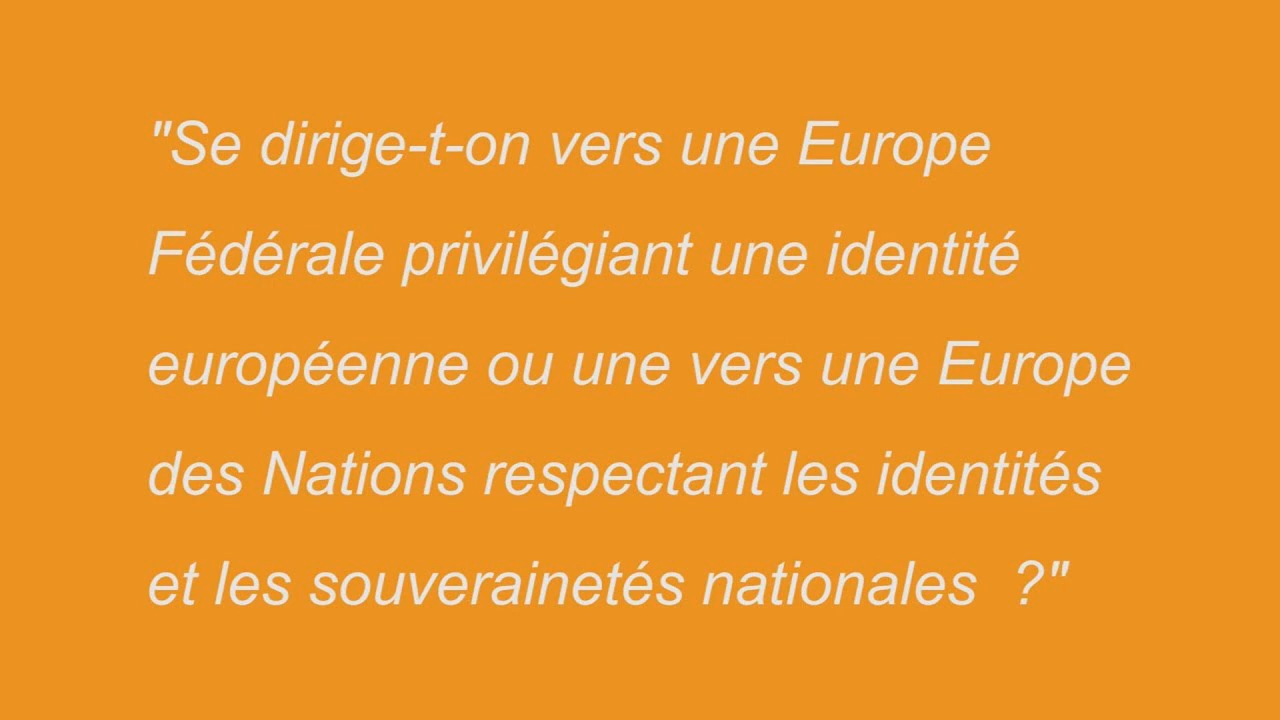 "Se dirige-t-on vers une Europe
Fédérale privilégiant une identité
européenne ou une vers une Europe
des Nations respectant les identités
et les souverainetés nationales  ?"